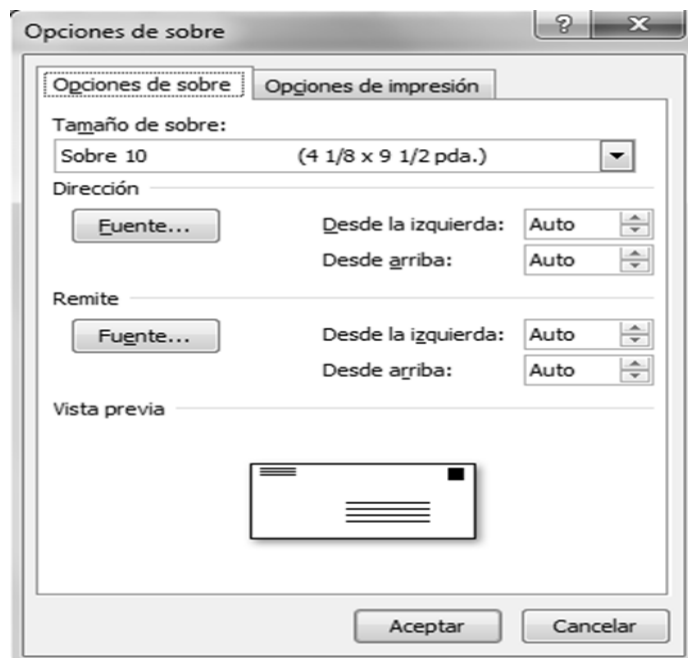 Opciones de sobre
Opciones de sobre Opciones de impresión
Tamaño de sobre:
Sobre 10 (4 1/8 x 9 1/2 pda.)
Dirección
Fuente... Desde la izquierda: Auto
Desde arriba: Auto
Remite
Fuente... Desde la izquierda: Auto
Desde arriba: Auto
Vista previa
Aceptar Cancelar